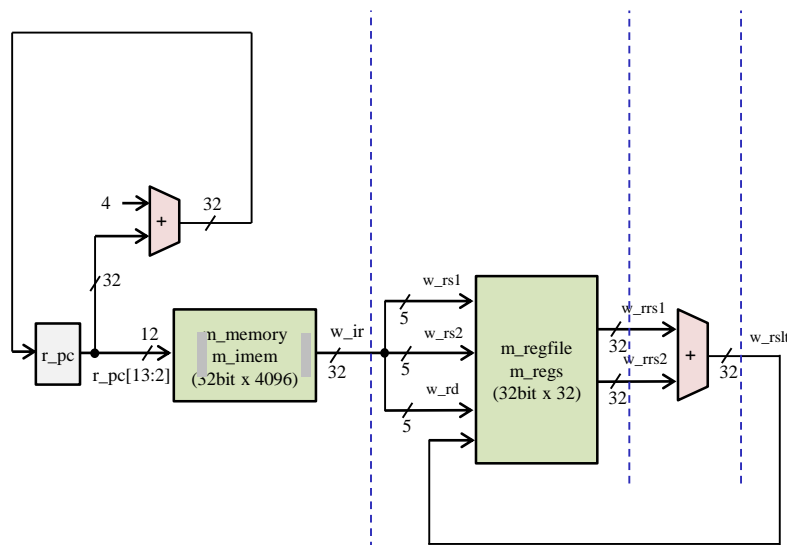 4
+
32
32
r_pc
12
r_pc[13:2]
m_memory
m_imem
(32bit x 4096)
w_ir
32
w_rs1
5
w_rs2
5
w_rd
5
m_regfile
m_regs
(32bit x 32)
w_rrs1
32
w_rrs2
32
+
w_rslt
32